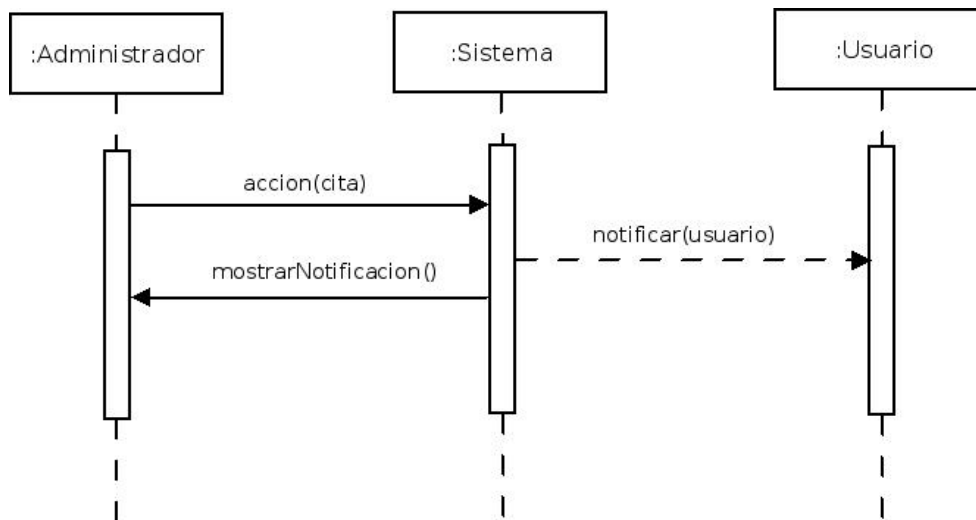 :Administrador
:Sistema
:Usuario
accion(cita)
notificar(usuario)
mostrarNotificacion()